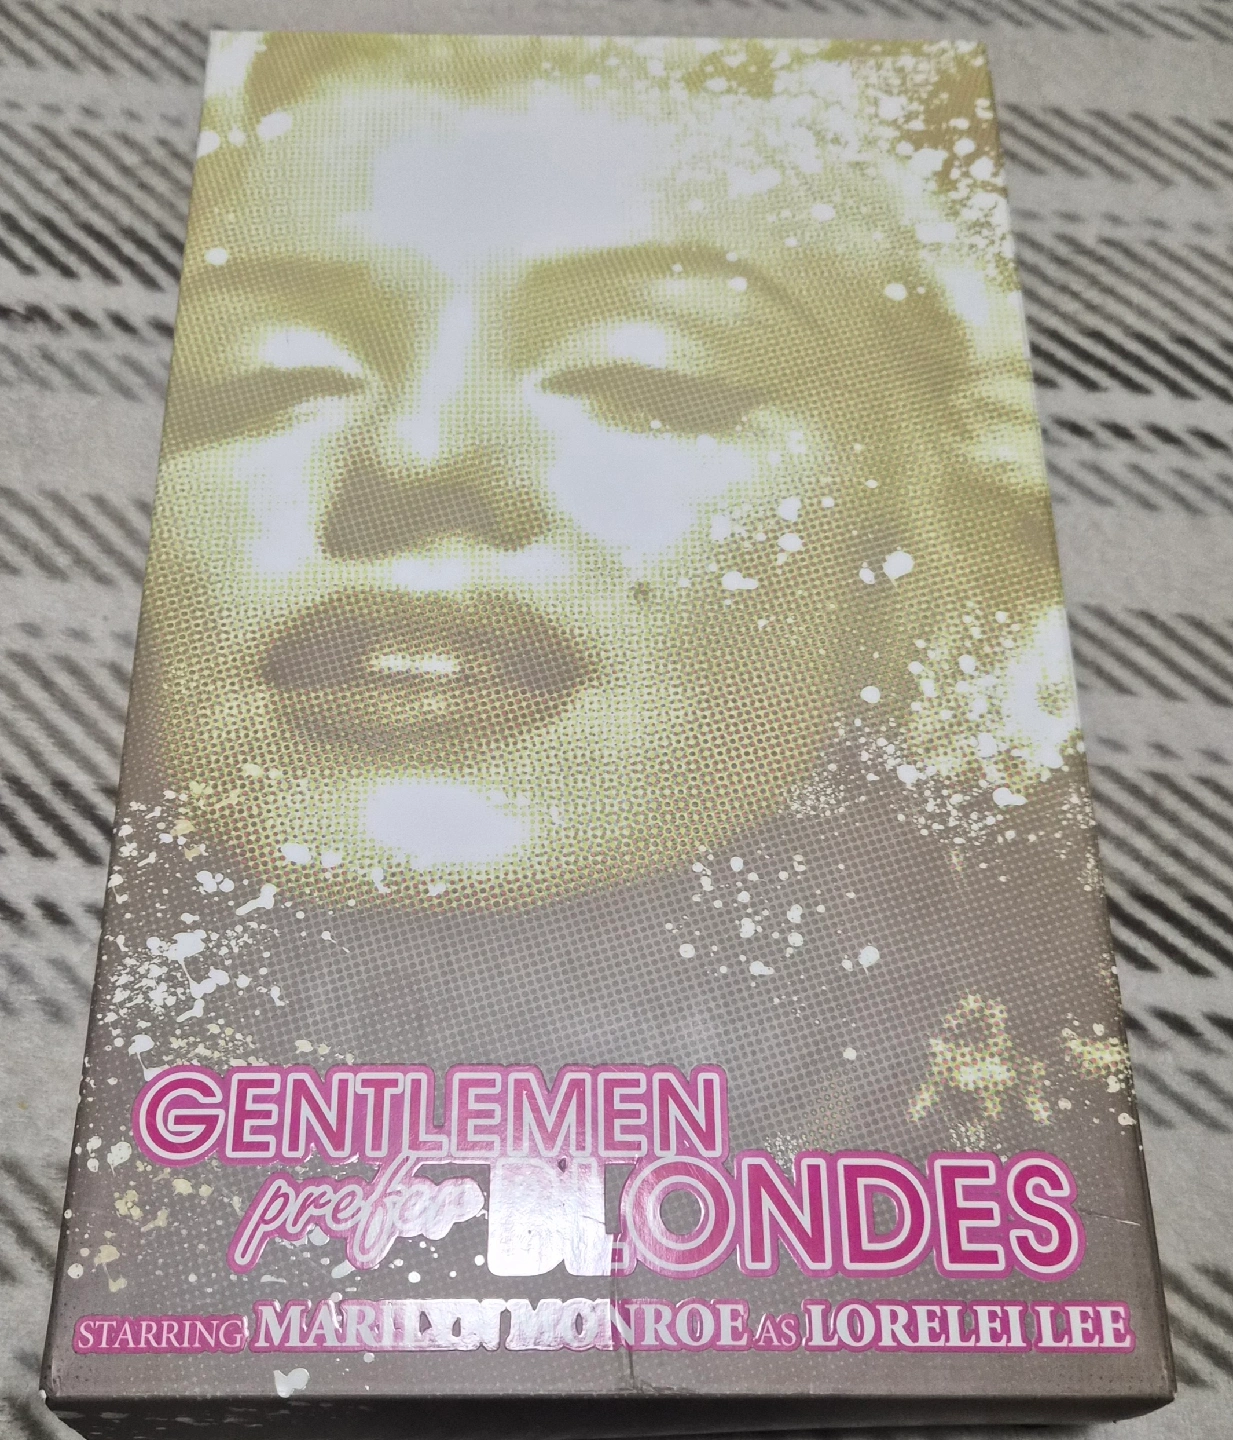 GENTLEMEN
prefer BLONDES
STARRING MARILYN MONROE AS LORELEI LEE